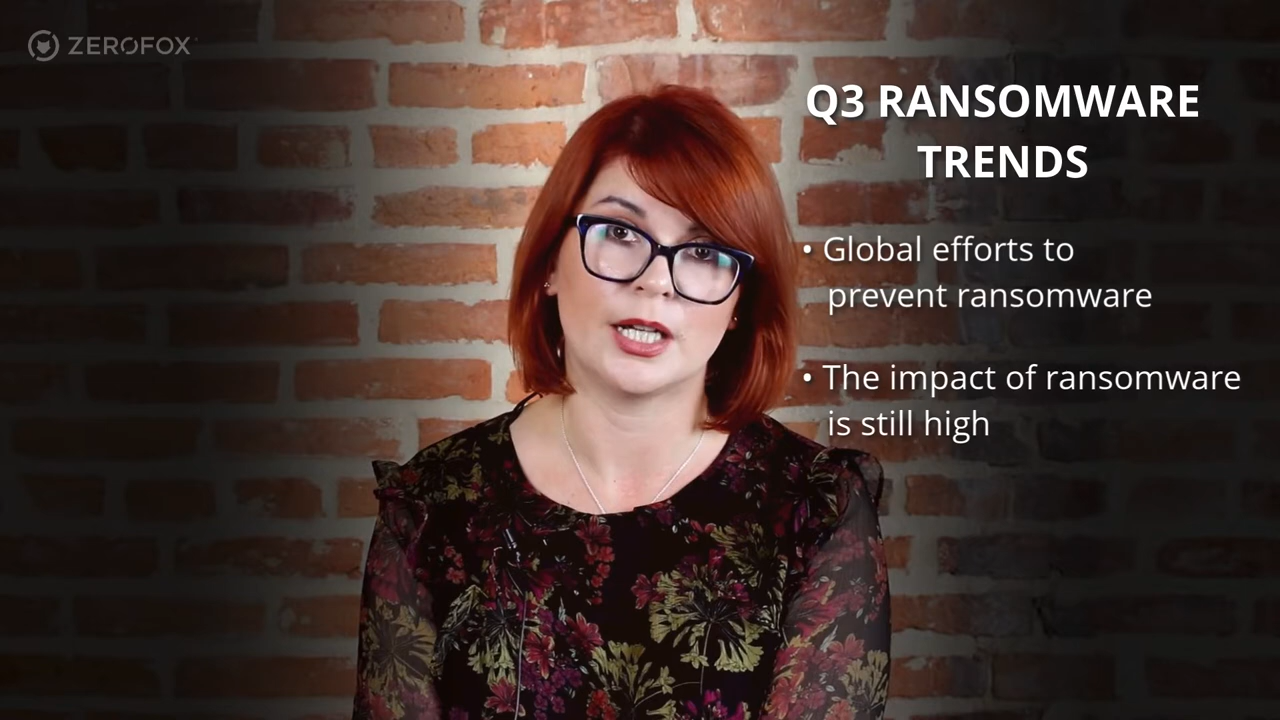 ZEROFOX
Q3 RANSOMWARE
TRENDS
• Global efforts to
prevent ransomware
• The impact of ransomware
is still high